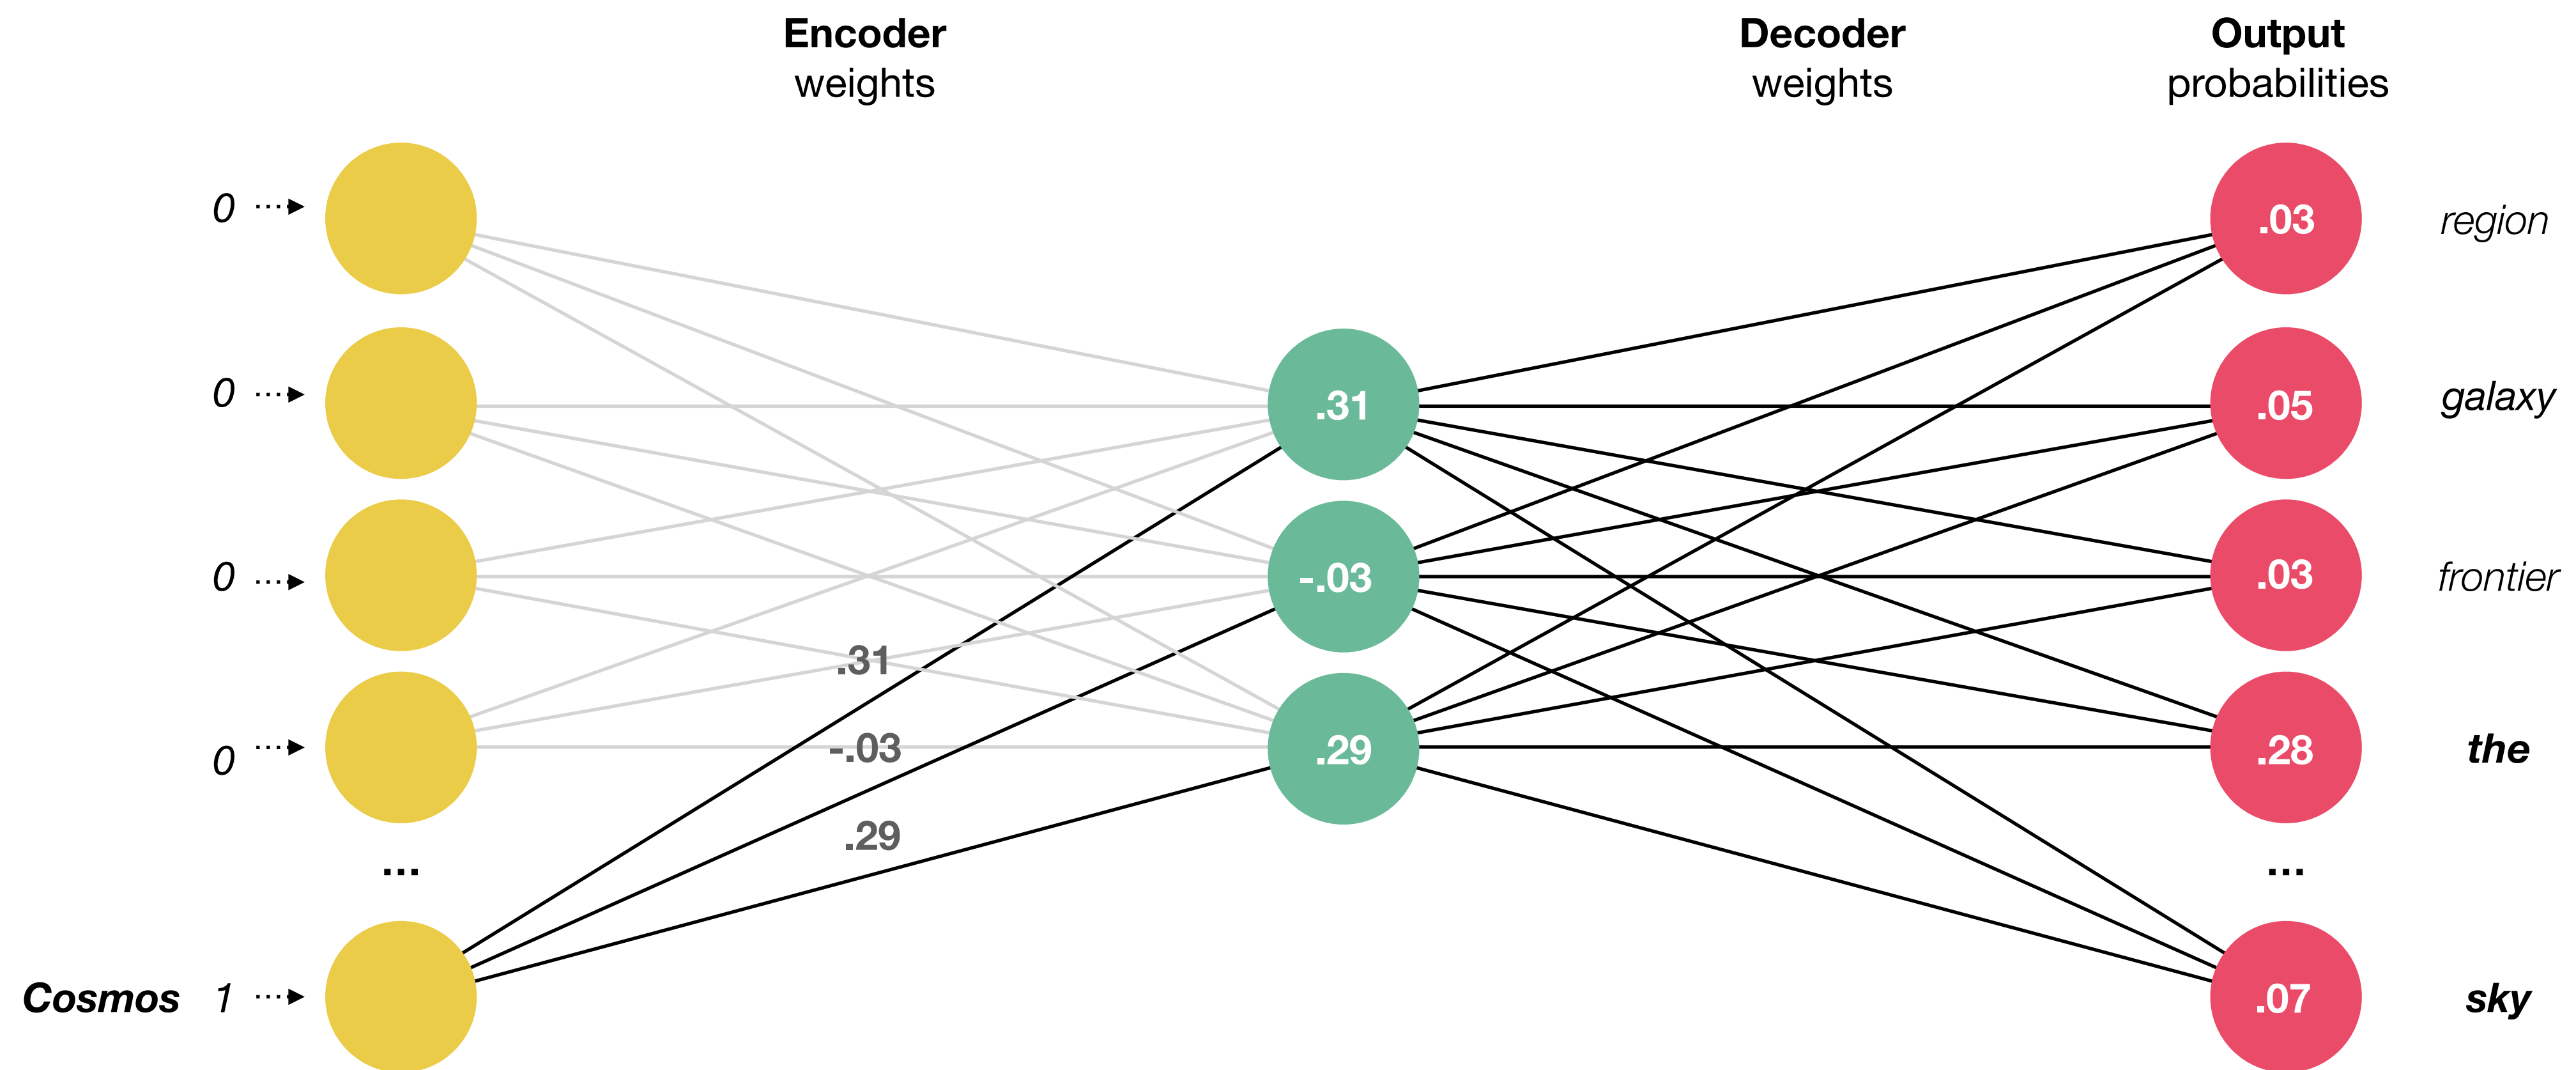 Encoder
weights
Decoder
weights
Output
probabilities
0
.03
region
0
.31
.05
galaxy
0
-.03
.03
frontier
.31
0
-.03
.29
.28
the
.29
...
...
Cosmos 1
.07
sky